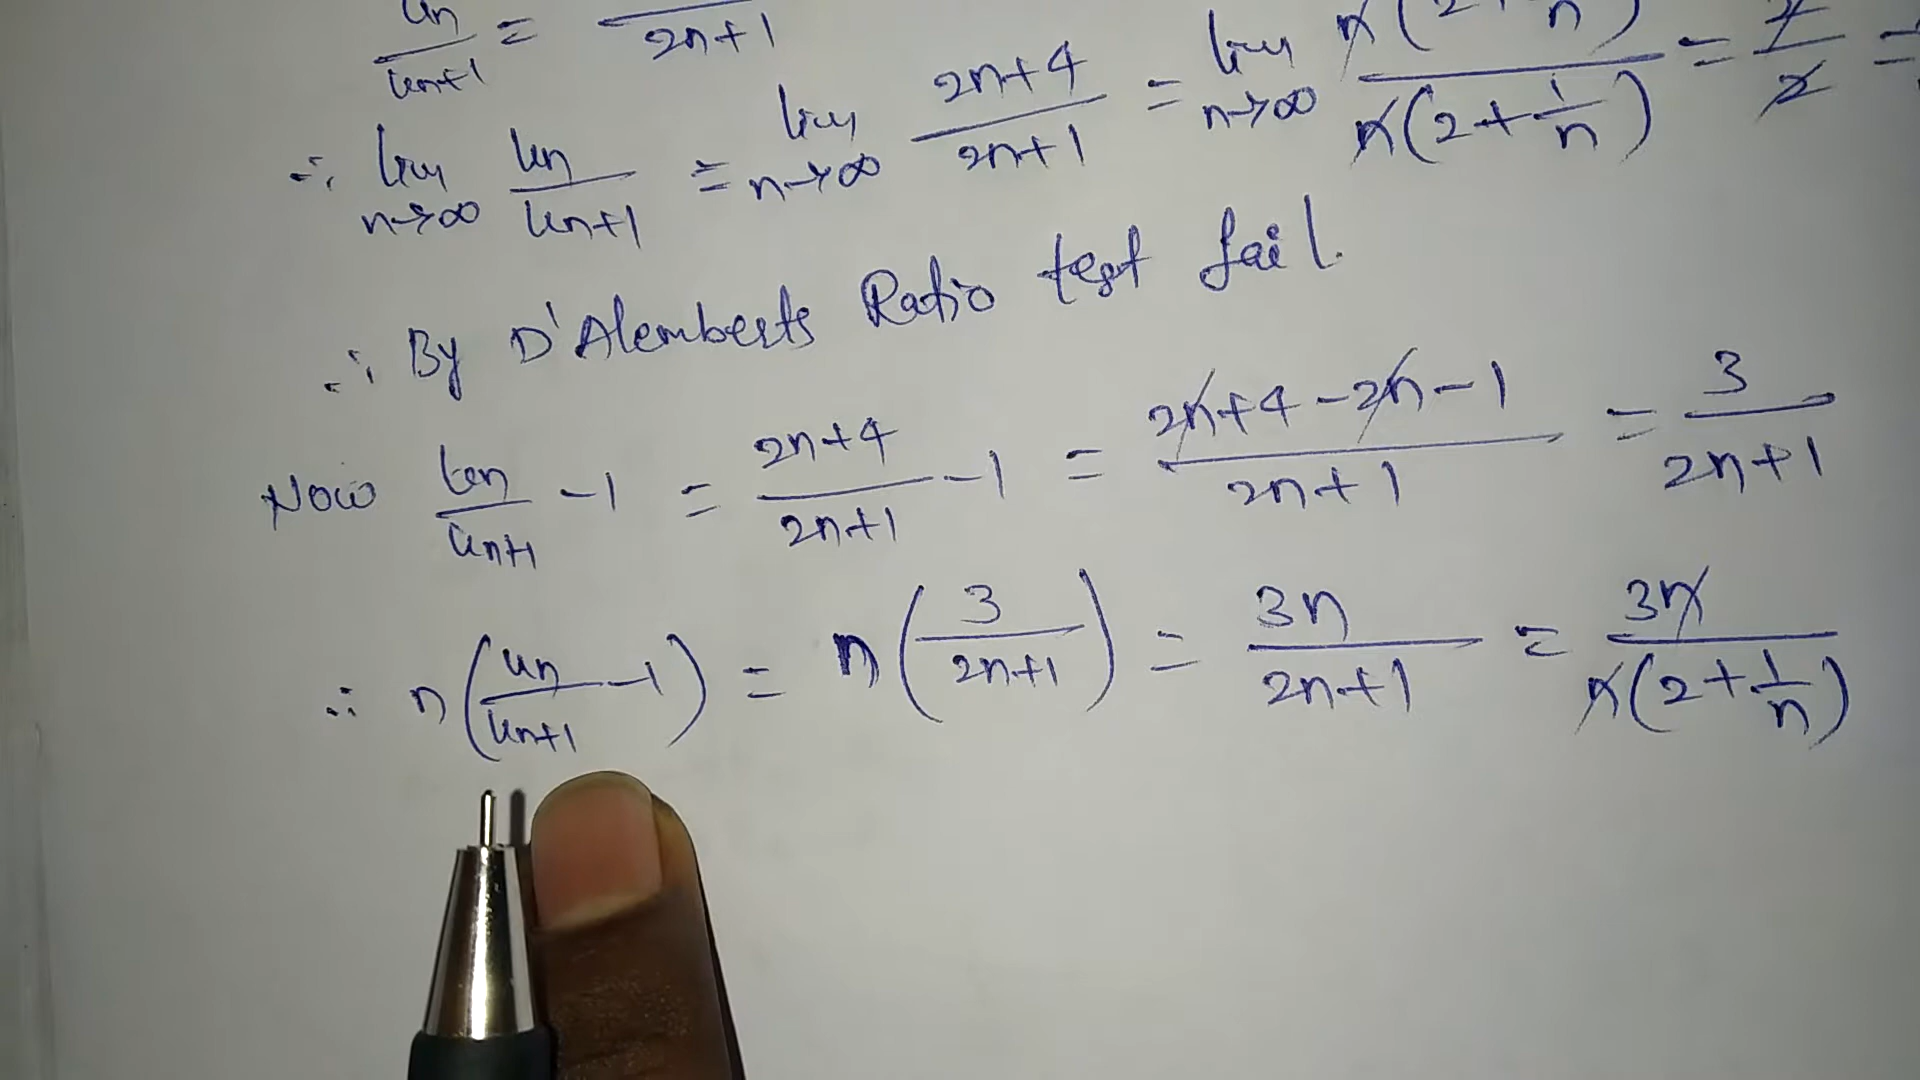 un/un+1 = /2n+1
∴ lim n→∞ un/un+1 = lim n→∞ 2n+4/2n+1 = lim n→∞ n(2+ n)/n(2+1/n) = 2/2 =
∴ By D'Alemberts Ratio test fail.
Now un/un+1 -1 = 2n+4/2n+1 -1 = 2n+4-2n-1/2n+1 = 3/2n+1
∴ n(un/un+1 -1) = n(3/2n+1) = 3n/2n+1 = 3n/n(2+1/n)